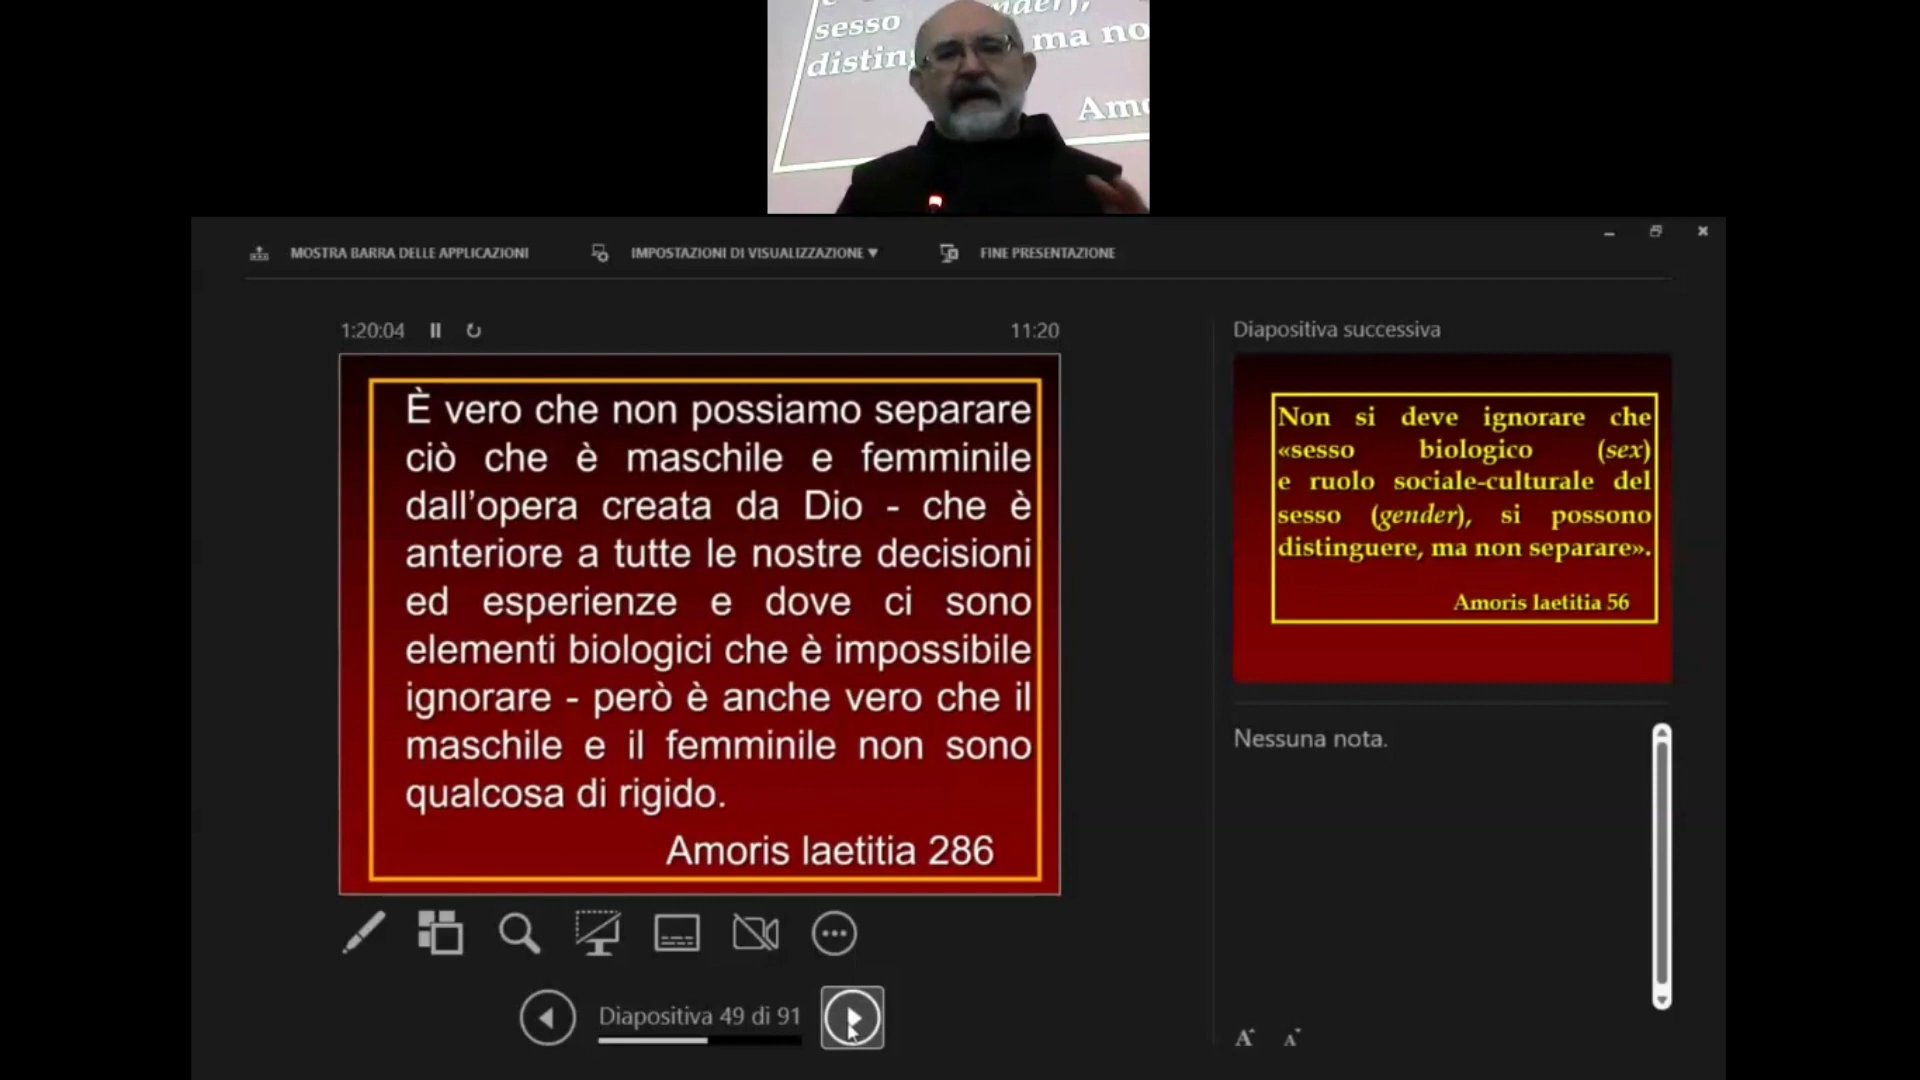 sesso
ma no
MOSTRA BARRA DELLE APPLICAZIONI
IMPOSTAZIONI DI VISUALIZZAZIONE ▼
FINE PRESENTAZIONE
1:20:04
11:20
È vero che non possiamo separare
ciò che è maschile e femminile
dall'opera creata da Dio - che è
anteriore a tutte le nostre decisioni
ed esperienze e dove ci sono
elementi biologici che è impossibile
ignorare - però è anche vero che il
maschile e il femminile non sono
qualcosa di rigido.
Amoris laetitia 286
Diapositiva successiva
Non si deve ignorare che
«sesso biologico (sex)
e ruolo sociale-culturale del
sesso (gender), si possono
distinguere, ma non separare».
Amoris laetitia 56
Nessuna nota.
Diapositiva 49 di 91
A A